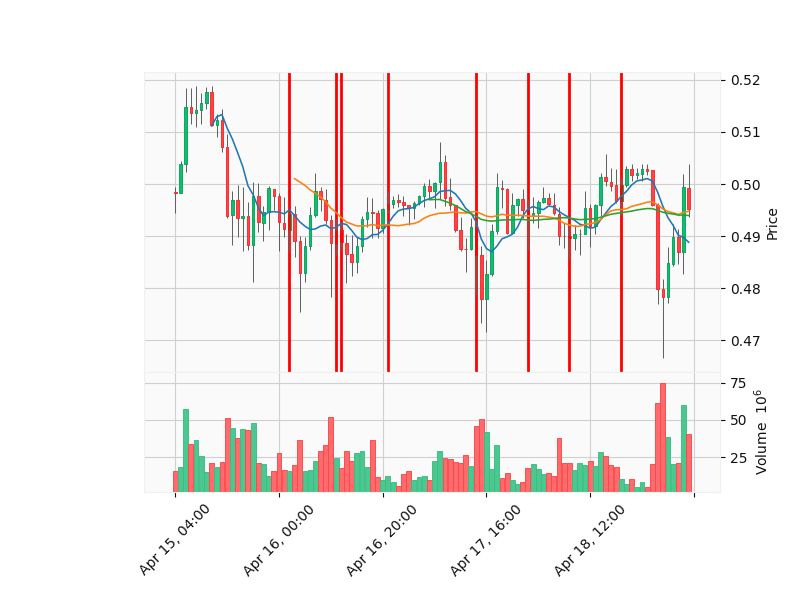 0.52
0.51
0.50
0.49
0.48
0.47
Price
75
50
25
Volume 10^6
Apr 15, 04:00
Apr 16, 00:00
Apr 16, 20:00
Apr 17, 16:00
Apr 18, 12:00